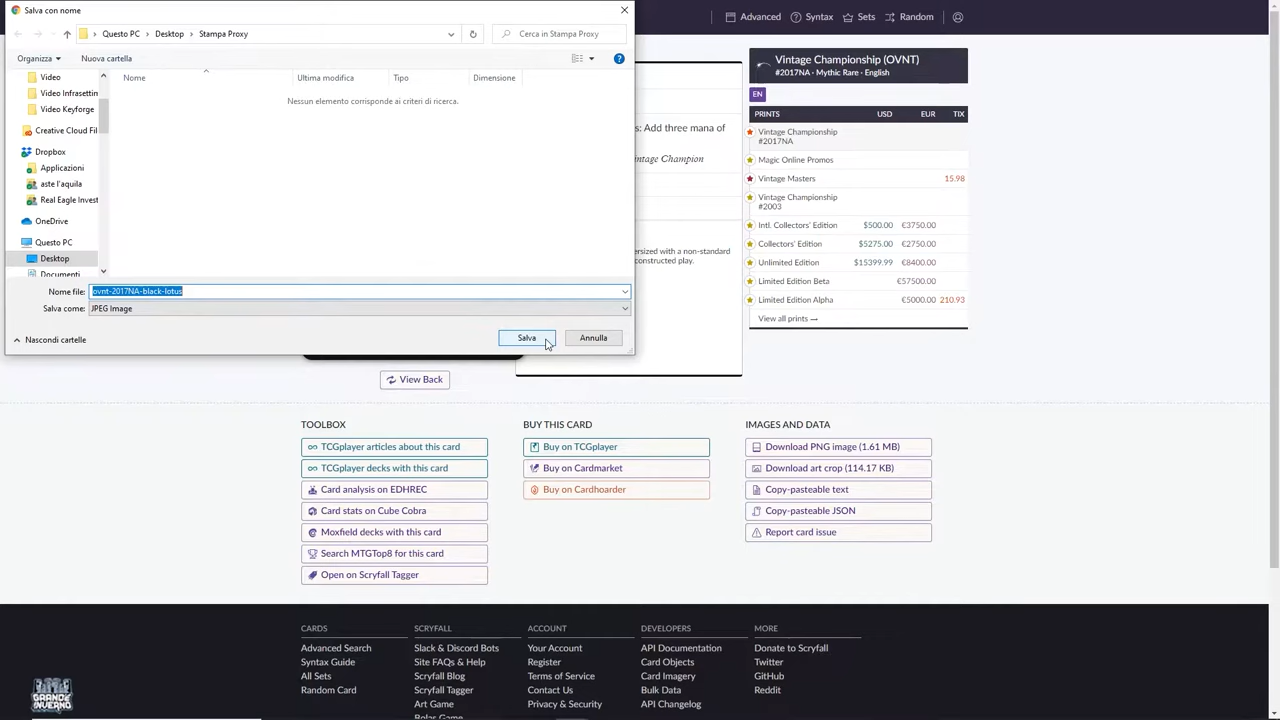 Salva con nome
Questo PC
Desktop
Stampa Proxy
Cerca in Stampa Proxy
Organizza
Nuova cartella
Video
Video Infrasettin
Video Keyforge
Creative Cloud Fil
Dropbox
Applicazioni
aste l'aquila
Real Eagle Invest
OneDrive
Questo PC
Desktop
Documenti
Nome
Ultima modifica
Tipo
Dimensione
Nessun elemento corrisponde ai criteri di ricerca.
Nome file:
ovnt-2017NA-black-lotus
Salva come:
JPEG Image
Nascondi cartelle
Salva
Annulla
Advanced
Syntax
Sets
Random
s: Add three mana of
intage Champion
ersized with a non-standard
constructed play.
View Back
Vintage Championship (OVNT)
#2017NA · Mythic Rare · English
EN
PRINTS USD EUR TIX
Vintage Championship
#2017NA
Magic Online Promos
Vintage Masters 15.98
Vintage Championship
#2003
Intl. Collectors' Edition $500.00 €3750.00
Collectors' Edition $5275.00 €2750.00
Unlimited Edition $15399.99 €8400.00
Limited Edition Beta €57500.00
Limited Edition Alpha €5000.00 210.93
View all prints →
TOOLBOX
TCGplayer articles about this card
TCGplayer decks with this card
Card analysis on EDHREC
Card stats on Cube Cobra
Moxfield decks with this card
Search MTGTop8 for this card
Open on Scryfall Tagger
BUY THIS CARD
Buy on TCGplayer
Buy on Cardmarket
Buy on Cardhoarder
IMAGES AND DATA
Download PNG image (1.61 MB)
Download art crop (114.17 KB)
Copy-pasteable text
Copy-pasteable JSON
Report card issue
CARDS
Advanced Search
Syntax Guide
All Sets
Random Card
SCRYFALL
Slack & Discord Bots
Site FAQs & Help
Scryfall Blog
Scryfall Tagger
Art Game
Bolas Game
ACCOUNT
Your Account
Register
Terms of Service
Contact Us
Privacy & Security
DEVELOPERS
API Documentation
Card Objects
Card Imagery
Bulk Data
API Changelog
MORE
Donate to Scryfall
Twitter
GitHub
Reddit
GRANDE
INVERNO